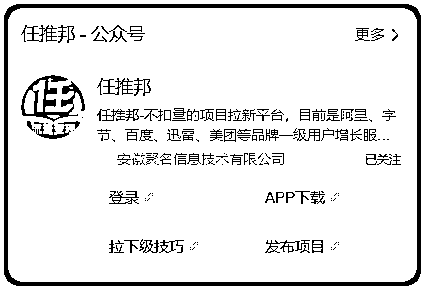 任推邦 - 公众号
更多
任
任推邦
任推邦-不扣量的项目拉新平台，目前是阿里、字
节、百度、迅雷、美团等品牌一级用户增长服...
安徽聚名信息技术有限公司
已关注
登录
APP下载
拉下级技巧
发布项目